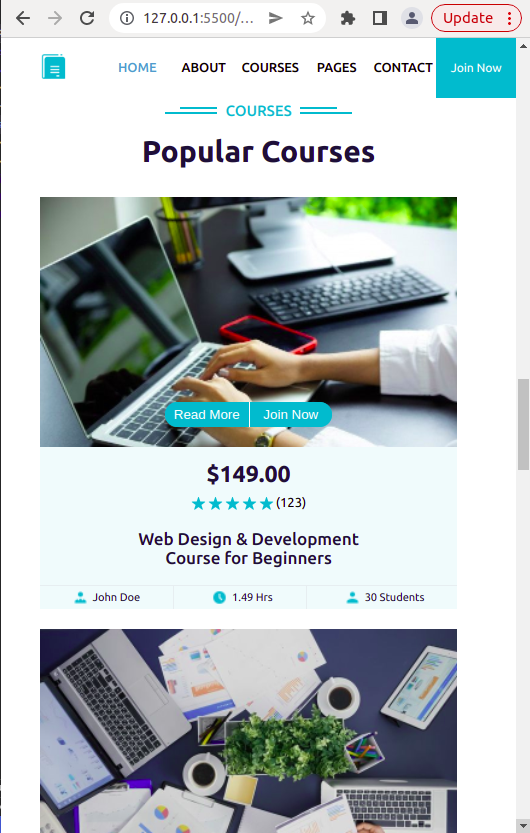 127.0.0.1:5500/...
Update
HOME ABOUT COURSES PAGES CONTACT Join Now
COURSES
Popular Courses
Read More Join Now
$149.00
(123)
Web Design & Development
Course for Beginners
John Doe 1.49 Hrs 30 Students